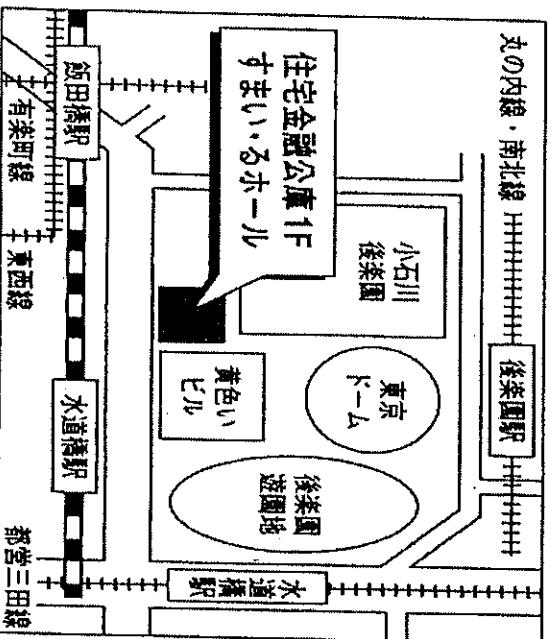 丸の内線・南北線
後楽園駅
小石川
後楽園
東京
ドーム
後楽園
遊園地
住宅金融公庫1F
すまい・るホール
黄色い
ビル
水道
橋駅
飯田橋駅
水道橋駅
有楽町線
東西線
都営三田線